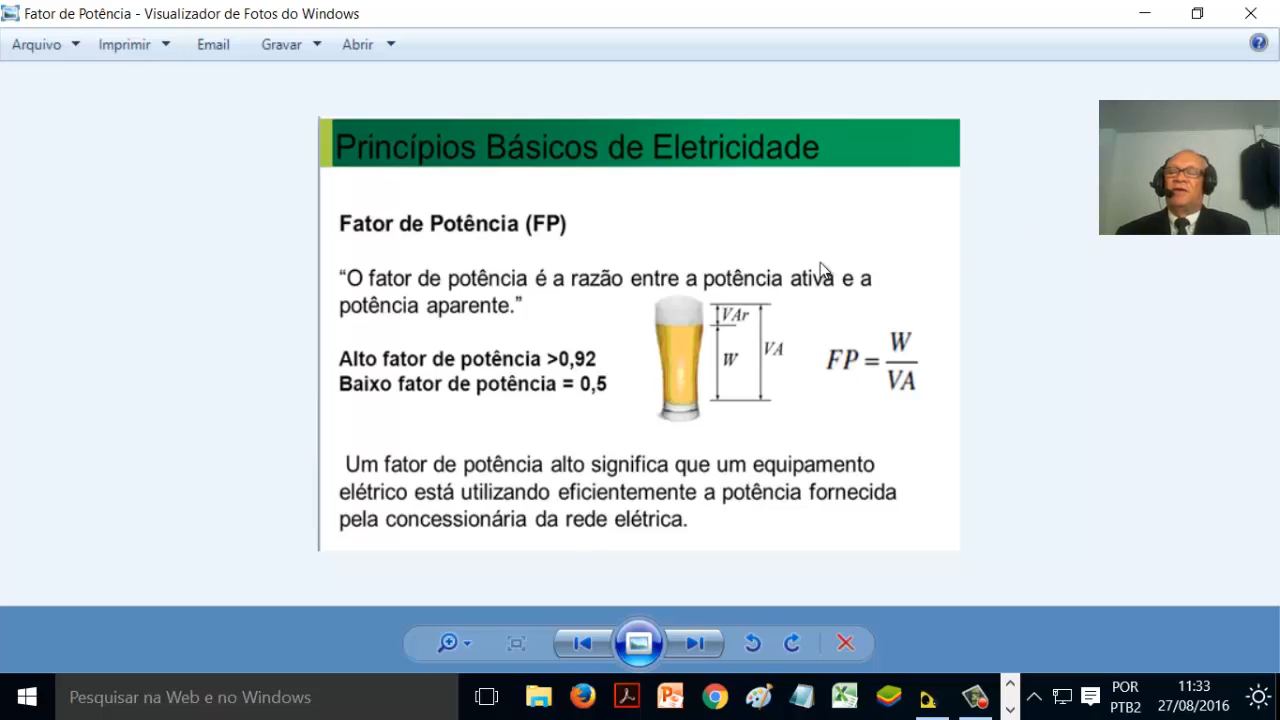 Fator de Potência - Visualizador de Fotos do Windows
Arquivo Imprimir Email Gravar Abrir
Princípios Básicos de Eletricidade
Fator de Potência (FP)
“O fator de potência é a razão entre a potência ativa e a
potência aparente.”
VAr
W
VA
FP = W
VA
Alto fator de potência >0,92
Baixo fator de potência = 0,5
Um fator de potência alto significa que um equipamento
elétrico está utilizando eficientemente a potência fornecida
pela concessionária da rede elétrica.
Pesquisar na Web e no Windows
POR
PTB2
11:33
27/08/2016